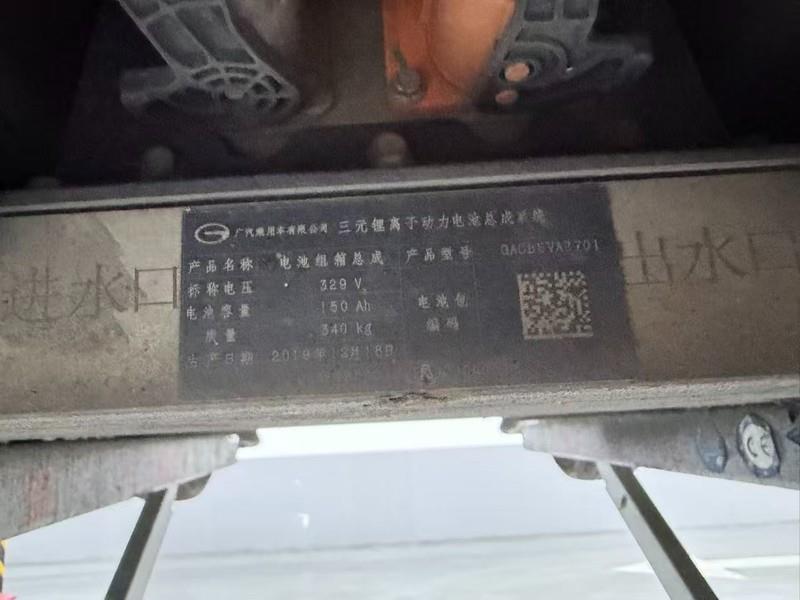 广汽乘用车有限公司 三元锂离子动力电池总成系统
产品名称 电池组箱总成 产品型号
标称电压 329 V
电池容量 150 Ah
质量 340 kg
电池包
编码
生产日期 2019年12月18日
进水口
出水口
CE